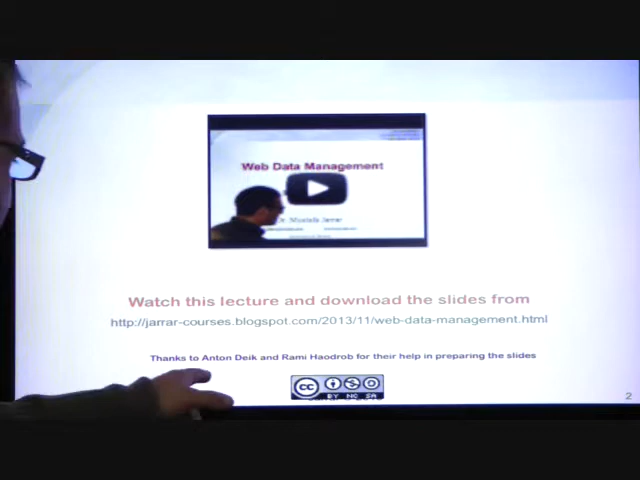 Web Data Management
Dr. Mustafa Jarrar
Watch this lecture and download the slides from
http://jarrar-courses.blogspot.com/2013/11/web-data-management.html
Thanks to Anton Deik and Rami Haodrob for their help in preparing the slides
cc
BY NC SA
2